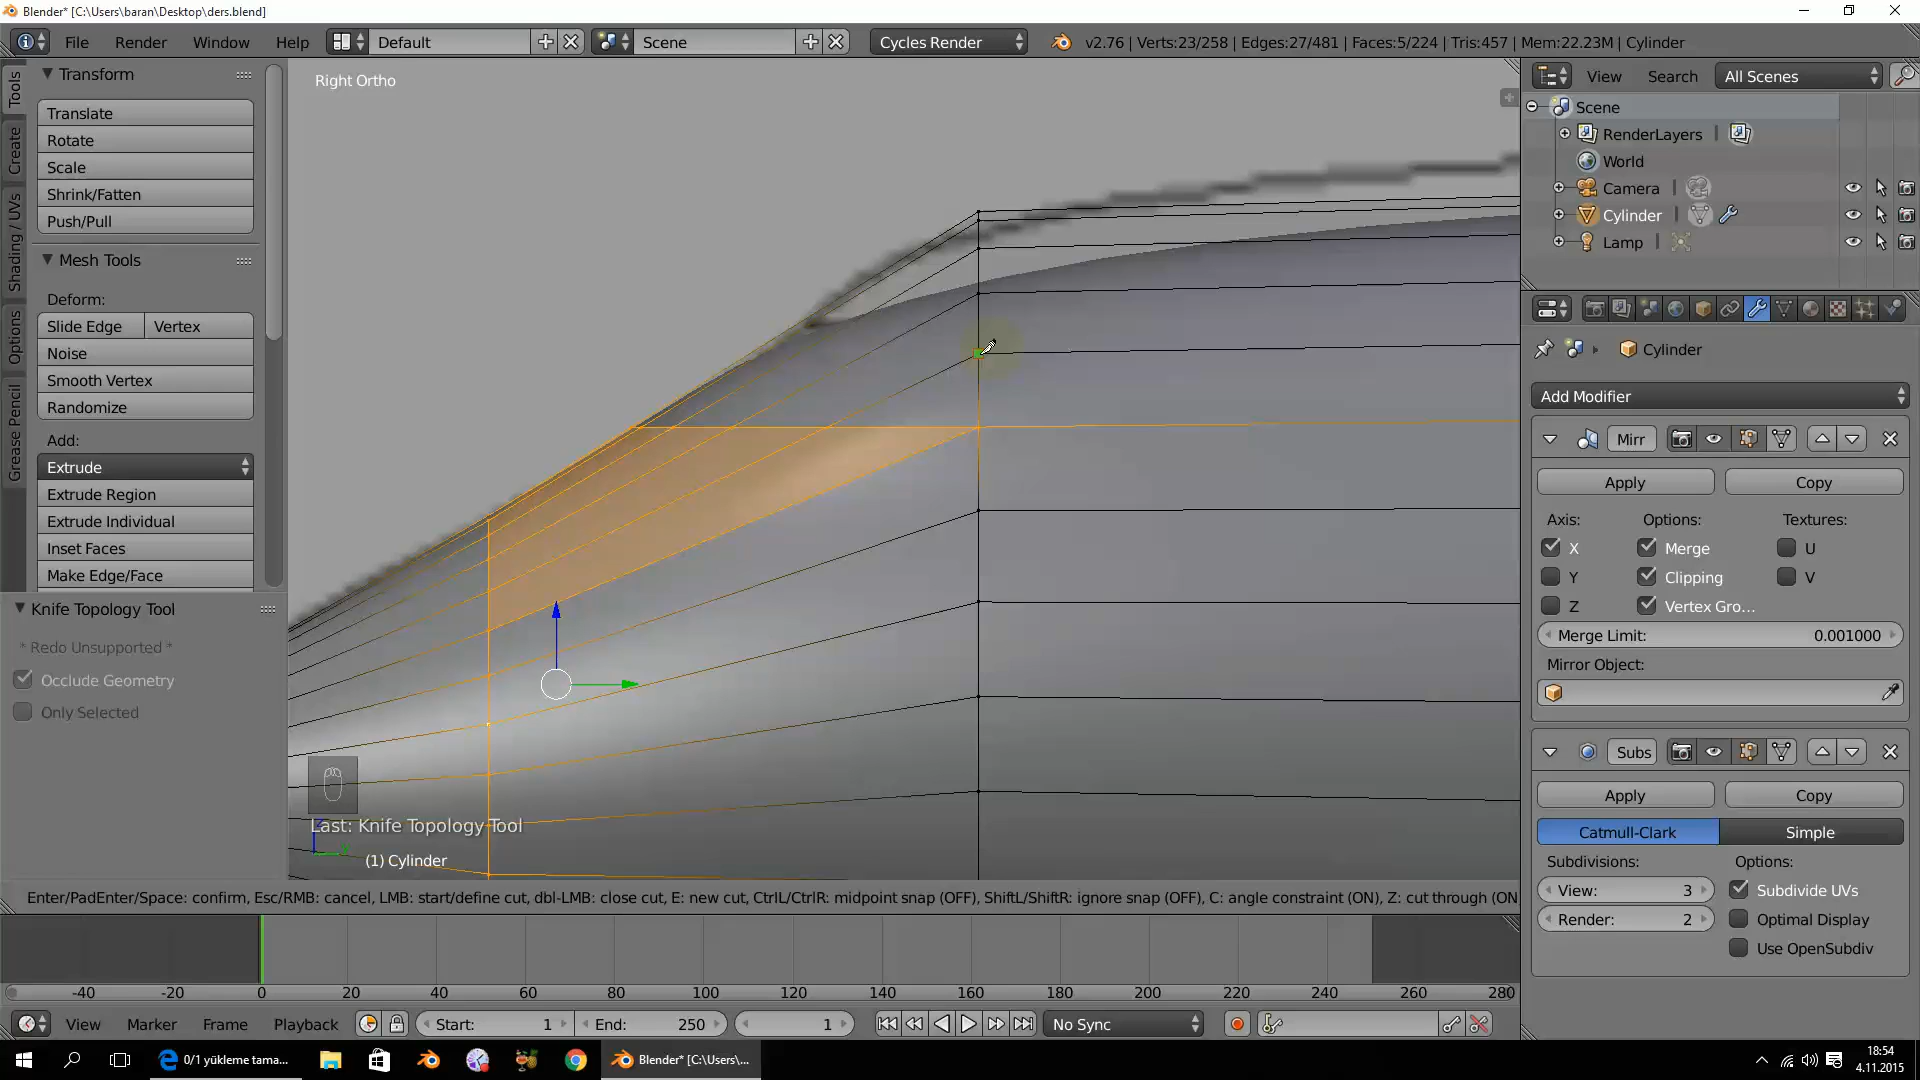 Blender* [C:\Users\baran\Desktop\ders.blend]
File Render Window Help Default Scene Cycles Render v2.76 | Verts:23/258 | Edges:27/481 | Faces:5/224 | Tris:457 | Mem:22.23M | Cylinder
Tools
Create
Shading / UVs
Options
Grease Pencil
Transform
Translate
Rotate
Scale
Shrink/Fatten
Push/Pull
Mesh Tools
Deform:
Slide Edge Vertex
Noise
Smooth Vertex
Randomize
Add:
Extrude
Extrude Region
Extrude Individual
Inset Faces
Make Edge/Face
Knife Topology Tool
* Redo Unsupported *
Occlude Geometry
Only Selected
Right Ortho
Last: Knife Topology Tool
(1) Cylinder
Enter/PadEnter/Space: confirm, Esc/RMB: cancel, LMB: start/define cut, dbl-LMB: close cut, E: new cut, CtrlL/CtrlR: midpoint snap (OFF), ShiftL/ShiftR: ignore snap (OFF), C: angle constraint (ON), Z: cut through (ON
View Search All Scenes
Scene
RenderLayers
World
Camera
Cylinder
Lamp
Cylinder
Add Modifier
Mirr
Apply Copy
Axis: Options: Textures:
X Merge U
Y Clipping V
Z Vertex Gro...
Merge Limit: 0.001000
Mirror Object:
Subs
Apply Copy
Catmull-Clark Simple
Subdivisions: Options:
View: 3 Subdivide UVs
Render: 2 Optimal Display
Use OpenSubdiv
-40 -20 0 20 40 60 80 100 120 140 160 180 200 220 240 260 280
View Marker Frame Playback Start: 1 End: 250 1 No Sync
0/1 yükleme tama... Blender* [C:\Users\... 18:54
4.11.2015